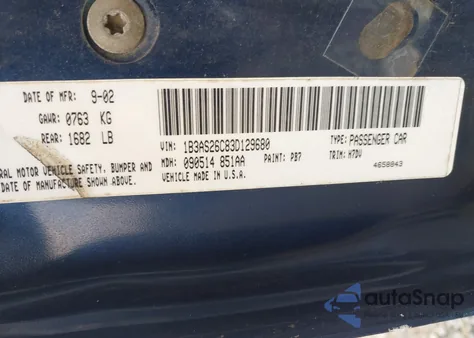 DATE OF MFR: 9-02
GAWR: 0763 KG
REAR: 1682 LB
VIN: 1B3AS26C83D129680
TYPE: PASSENGER CAR
RAL MOTOR VEHICLE SAFETY, BUMPER AND
MDH: 090514 851AA
PAINT: PB7
TRIM: H7DV
DATE OF MANUFACTURE SHOWN ABOVE.
VEHICLE MADE IN U.S.A.
4658843
autoSnap